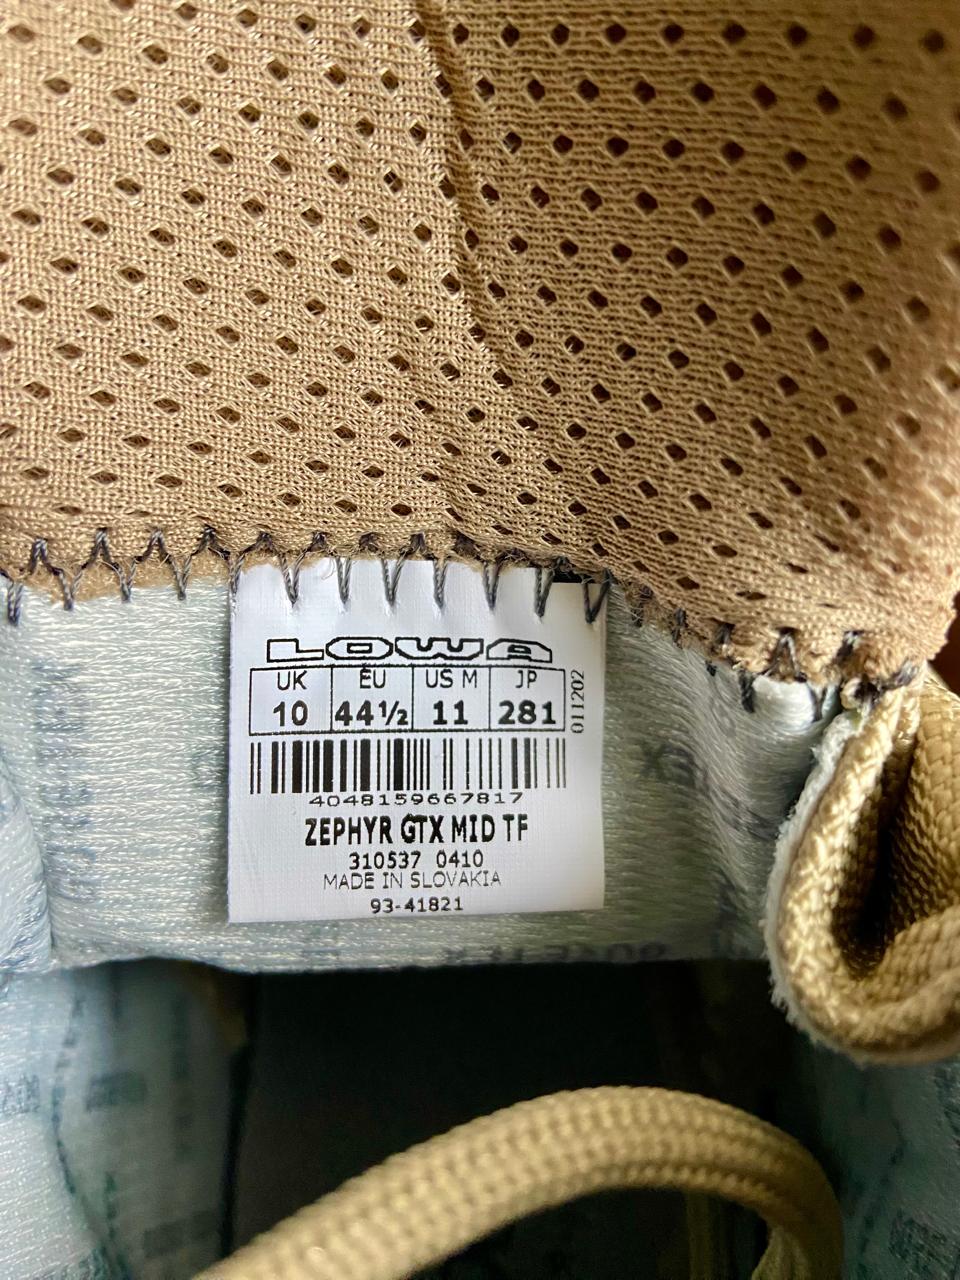 LOWA
UK EU US M JP
10 44½ 11 281
011202
4048159667817
ZEPHYR GTX MID TF
310537 0410
MADE IN SLOVAKIA
93-41821